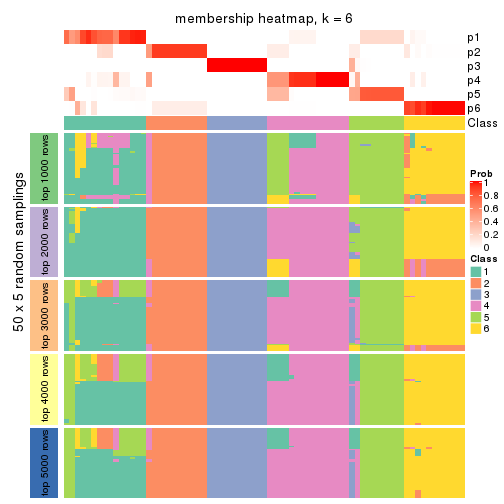 membership heatmap, k = 6
p1
p2
p3
p4
p5
p6
Class
50 x 5 random samplings
top 1000 rows
top 2000 rows
top 3000 rows
top 4000 rows
top 5000 rows
Prob
1
0.8
0.6
0.4
0.2
0
Class
1
2
3
4
5
6